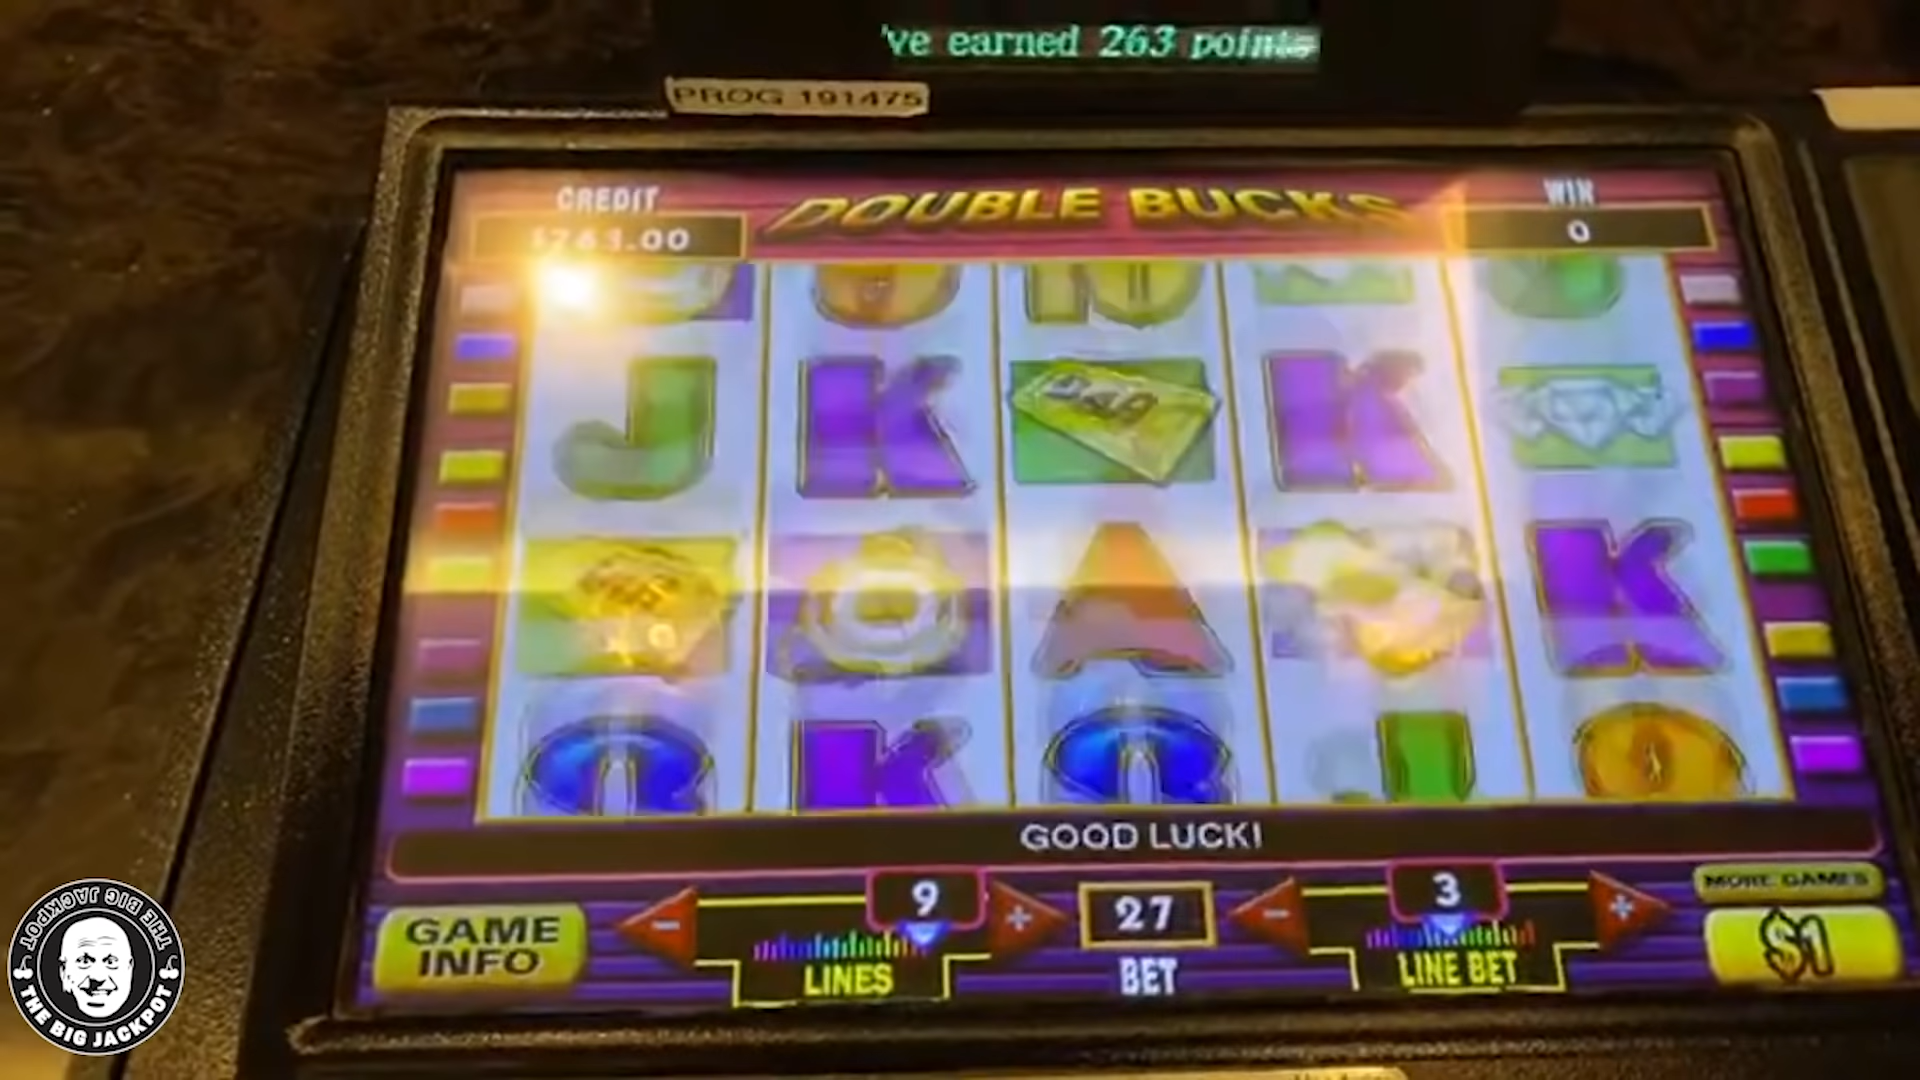 've earned 263 points
PROG 191475
CREDIT
DOUBLE BUCKS
WIN
0
J
K
K
A
K
K
J
GOOD LUCK!
GAME
INFO
9
LINES
27
BET
3
LINE BET
MORE GAMES
$1
THE BIG JACKPOT
THE BIG JACKPOT